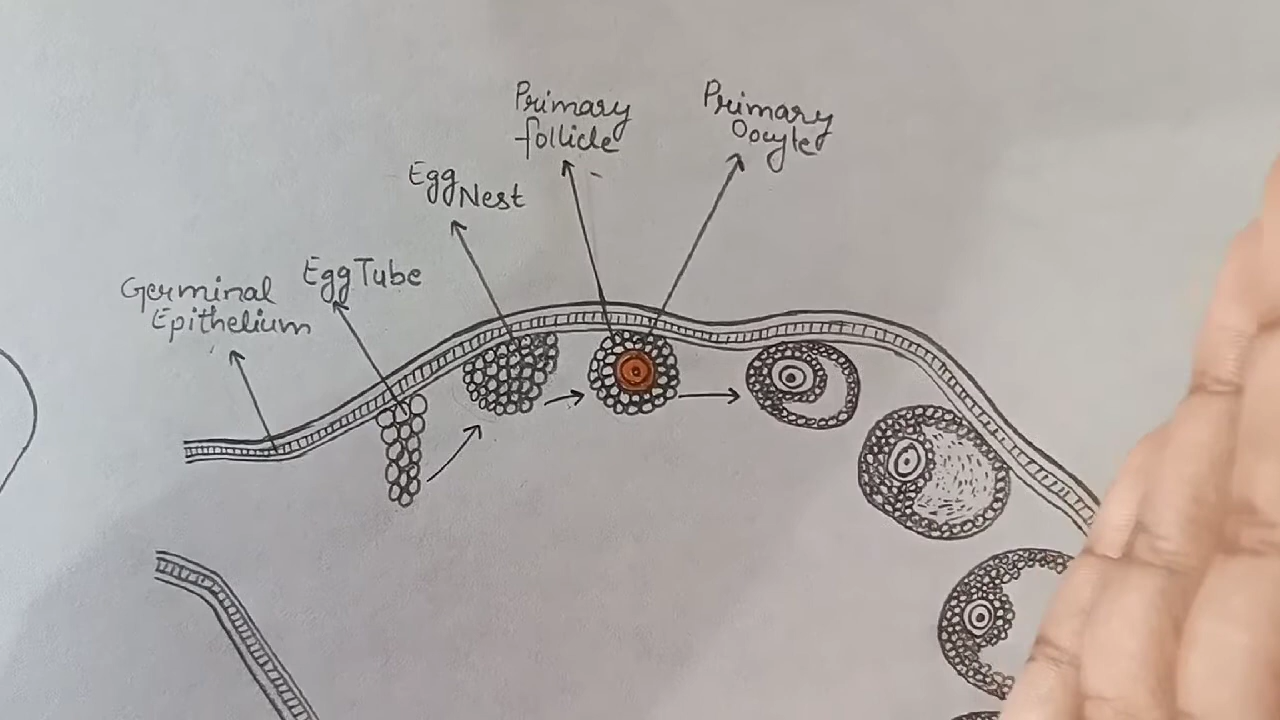 Primary
follicle
Primary
Oocyte
Egg Nest
Egg Tube
Germinal
Epithelium